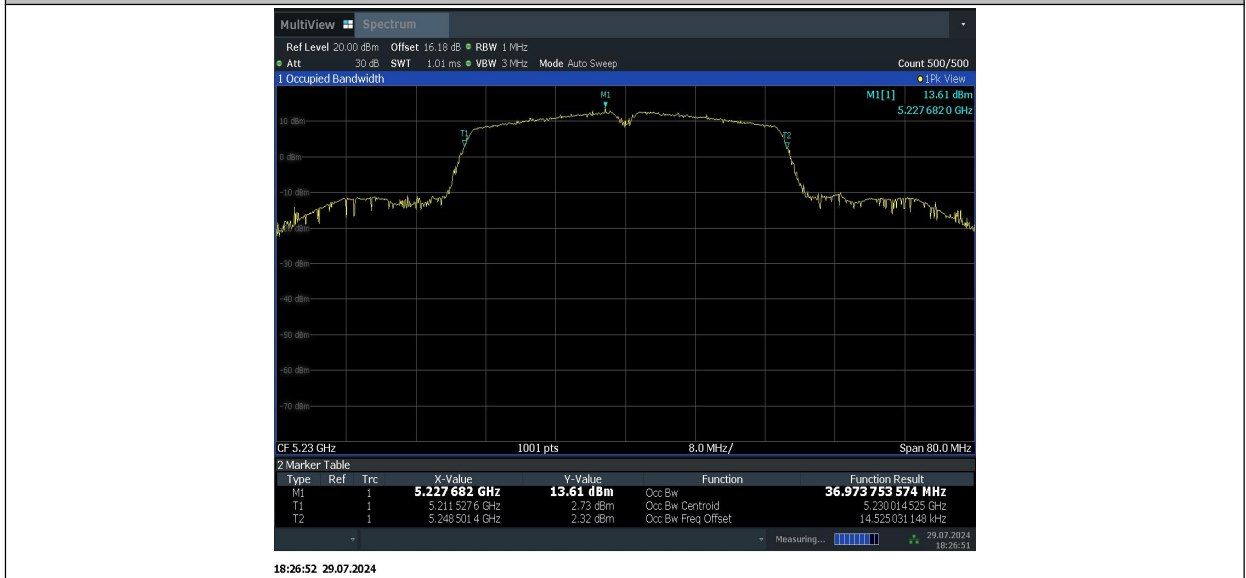 MultiView Spectrum
Ref Level 20.00 dBm Offset 16.18 dB RBW 1 MHz
Att 30 dB SWT 1.01 ms VBW 3 MHz Mode Auto Sweep Count 500/500
1 Occupied Bandwidth 1Pk View
M1[1] 13.61 dBm
5.227 682 0 GHz
M1
10 dBm
T1
T2
0 dBm
-10 dBm
-30 dBm
-40 dBm
-50 dBm
-60 dBm
-70 dBm
CF 5.23 GHz 1001 pts 8.0 MHz/ Span 80.0 MHz
2 Marker Table
Type Ref Trc X-Value Y-Value Function Function Result
M1 1 5.227 682 GHz 13.61 dBm Occ Bw 36.973 753 574 MHz
T1 1 5.211 527 6 GHz 2.73 dBm Occ Bw Centroid 5.230 014 525 GHz
T2 1 5.248 501 4 GHz 2.32 dBm Occ Bw Freq Offset 14.525 031 148 kHz
Measuring... 29.07.2024
18:26:51
18:26:52 29.07.2024